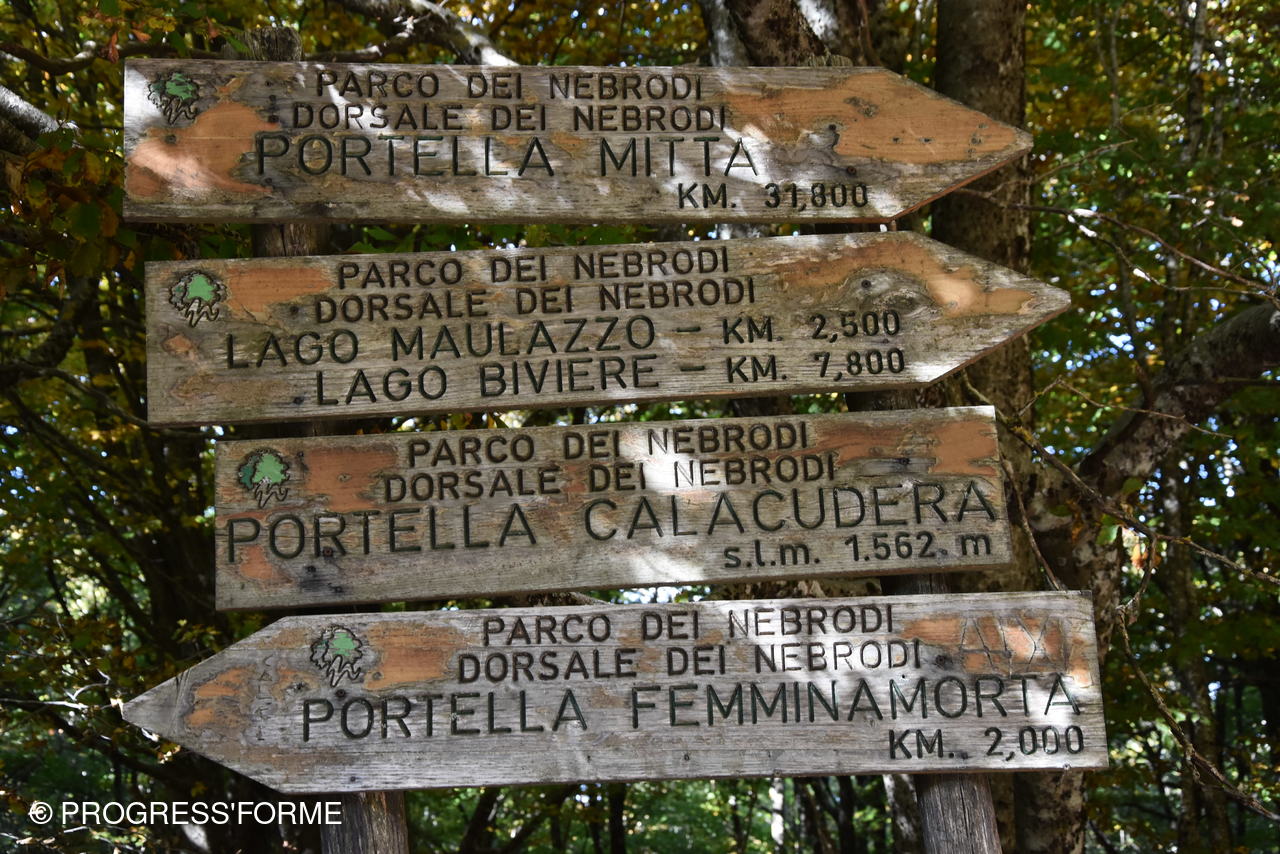 PARCO DEI NEBRODI
DORSALE DEI NEBRODI
PORTELLA MITTA
KM. 31,800
PARCO DEI NEBRODI
DORSALE DEI NEBRODI
LAGO MAULAZZO - KM. 2,500
LAGO BIVIERE - KM. 7,800
PARCO DEI NEBRODI
DORSALE DEI NEBRODI
PORTELLA CALACUDERA
s.l.m. 1.562. m
PARCO DEI NEBRODI
DORSALE DEI NEBRODI
PORTELLA FEMMINAMORTA
KM. 2,000
© PROGRESS'FORME